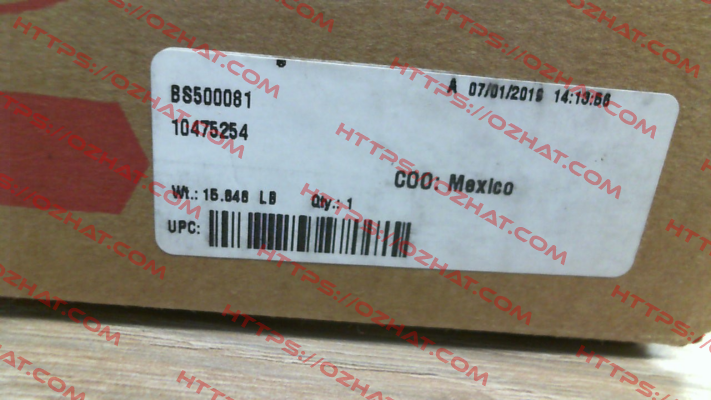 A 07/01/2019 14:13:56
BS500081
10475254
COO: Mexico
Wt.: 15.646 LB Qty.: 1
UPC:
HTTPS://OZHAT.COM